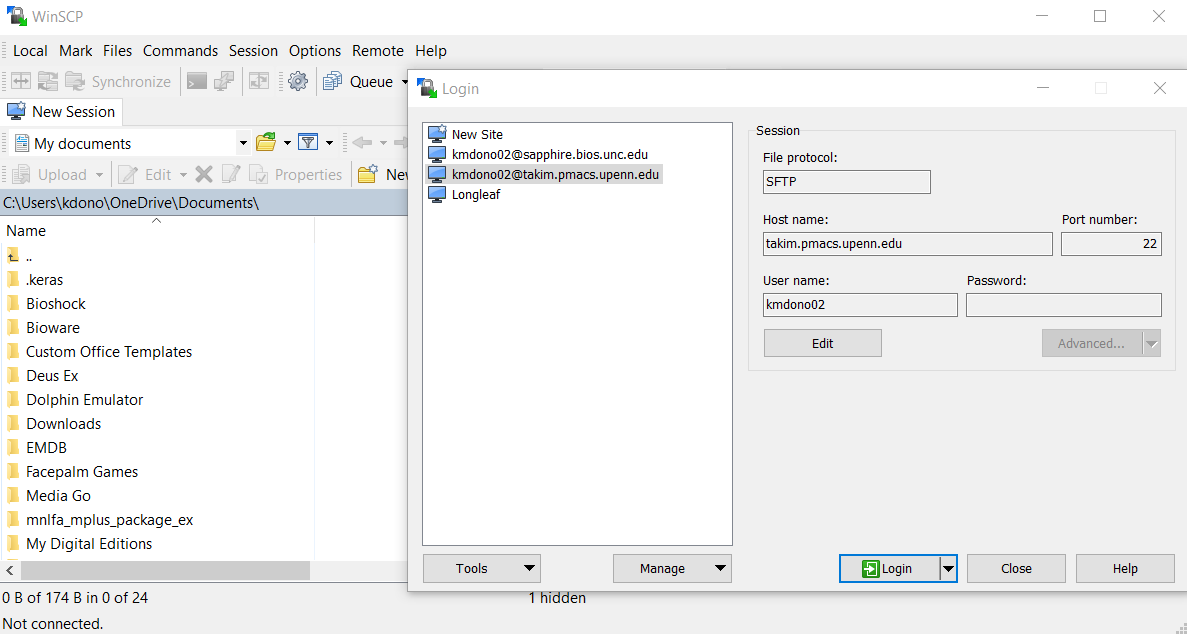 WinSCP
Local Mark Files Commands Session Options Remote Help
Synchronize Queue
New Session
My documents
Upload Edit Properties New
C:\Users\kdono\OneDrive\Documents\
Name
..
.keras
Bioshock
Bioware
Custom Office Templates
Deus Ex
Dolphin Emulator
Downloads
EMDB
Facepalm Games
Media Go
mnlfa_mplus_package_ex
My Digital Editions
0 B of 174 B in 0 of 24
1 hidden
Not connected.
Login
New Site
kmdono02@sapphire.bios.unc.edu
kmdono02@takim.pmacs.upenn.edu
Longleaf
Tools Manage
Session
File protocol:
SFTP
Host name: Port number:
takim.pmacs.upenn.edu 22
User name: Password:
kmdono02
Edit Advanced...
Login Close Help